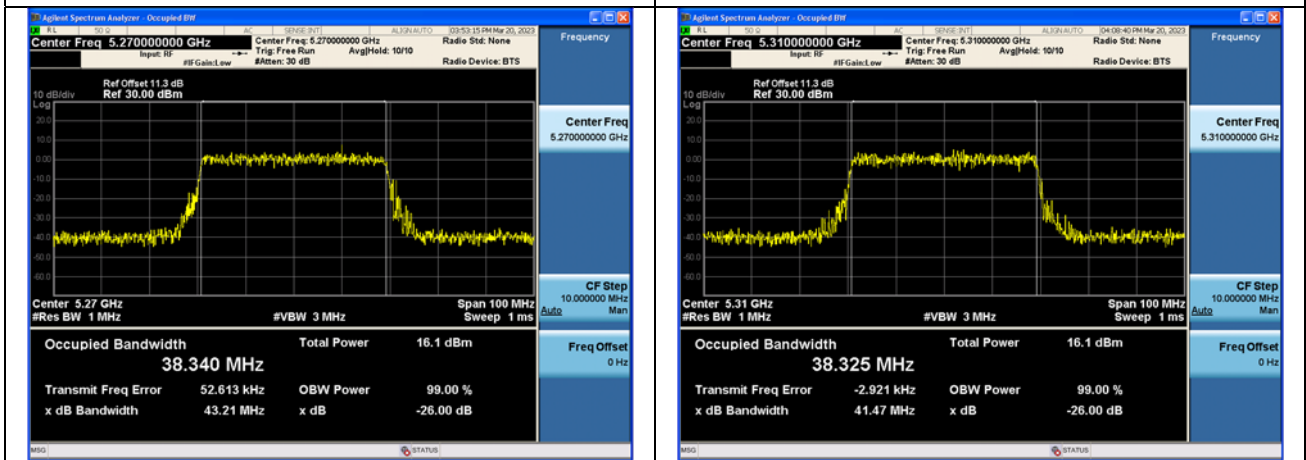 Agilent Spectrum Analyzer - Occupied BW
RL 50 Ω AC SENSE:INT ALIGN AUTO 03:53:15 PM Mar 20, 2023
Center Freq 5.270000000 GHz Center Freq: 5.270000000 GHz Radio Std: None Frequency
Input: RF Trig: Free Run Avg|Hold: 10/10
#IFGain:Low #Atten: 30 dB Radio Device: BTS
Ref Offset 11.3 dB
10 dB/div Ref 30.00 dBm
Log
20.0
10.0
0.00
-10.0
-20.0
-30.0
-40.0
-50.0
-60.0
Center Freq
5.270000000 GHz
Center 5.27 GHz Span 100 MHz
#Res BW 1 MHz #VBW 3 MHz Sweep 1 ms
CF Step
10.000000 MHz
Auto Man
Occupied Bandwidth Total Power 16.1 dBm
38.340 MHz
Freq Offset
0 Hz
Transmit Freq Error 52.613 kHz OBW Power 99.00 %
x dB Bandwidth 43.21 MHz x dB -26.00 dB
MSG STATUS
Agilent Spectrum Analyzer - Occupied BW
RL 50 Ω AC SENSE:INT ALIGN AUTO 04:08:40 PM Mar 20, 2023
Center Freq 5.310000000 GHz Center Freq: 5.310000000 GHz Radio Std: None Frequency
Input: RF Trig: Free Run Avg|Hold: 10/10
#IFGain:Low #Atten: 30 dB Radio Device: BTS
Ref Offset 11.3 dB
10 dB/div Ref 30.00 dBm
Log
20.0
10.0
0.00
-10.0
-20.0
-30.0
-40.0
-50.0
-60.0
Center Freq
5.310000000 GHz
Center 5.31 GHz Span 100 MHz
#Res BW 1 MHz #VBW 3 MHz Sweep 1 ms
CF Step
10.000000 MHz
Auto Man
Occupied Bandwidth Total Power 16.1 dBm
38.325 MHz
Freq Offset
0 Hz
Transmit Freq Error -2.921 kHz OBW Power 99.00 %
x dB Bandwidth 41.47 MHz x dB -26.00 dB
MSG STATUS